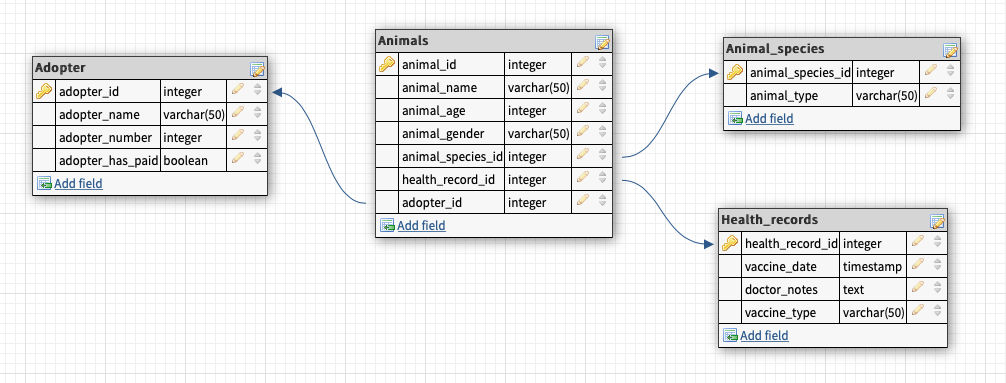 Adopter
adopter_id integer
adopter_name varchar(50)
adopter_number integer
adopter_has_paid boolean
Add field
Animals
animal_id integer
animal_name varchar(50)
animal_age integer
animal_gender varchar(50)
animal_species_id integer
health_record_id integer
adopter_id integer
Add field
Animal_species
animal_species_id integer
animal_type varchar(50)
Add field
Health_records
health_record_id integer
vaccine_date timestamp
doctor_notes text
vaccine_type varchar(50)
Add field